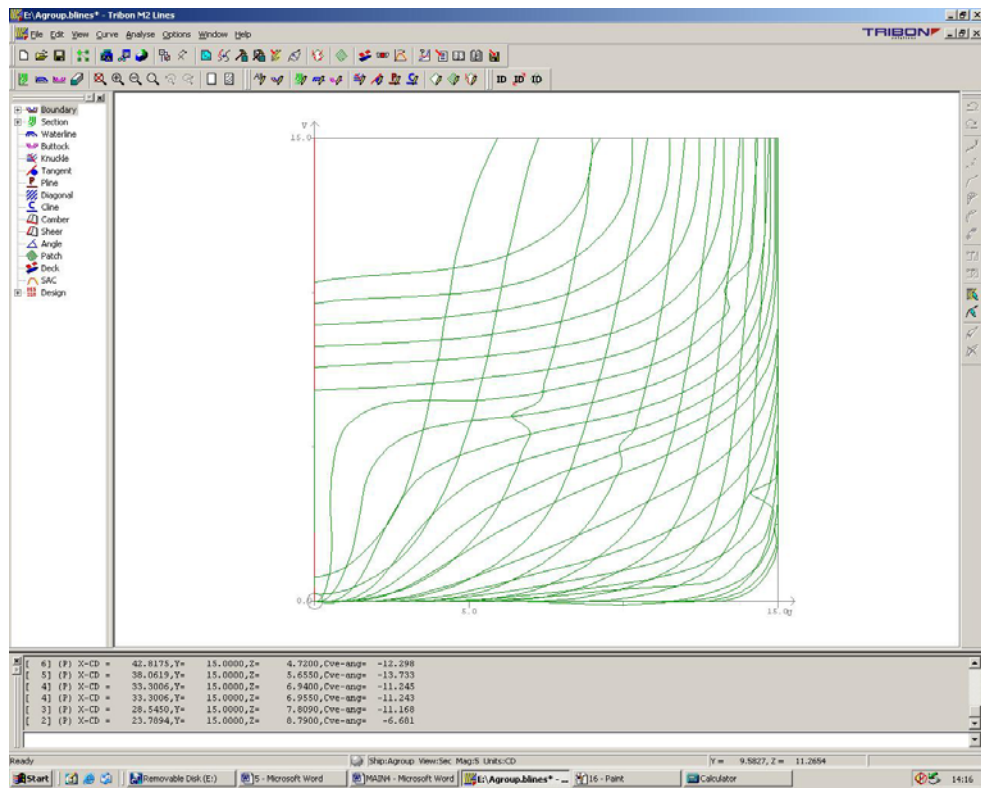 E:\Agroup.blines* - Tribon M2 Lines
File Edit View Curve Analyse Options Window Help
TRIBON
ID ID ID
Boundary
Section
Waterline
Buttock
Knuckle
Tangent
Pline
Diagonal
Cline
Camber
Sheer
Angle
Patch
Deck
SAC
Design
V
15.0
0.0
5.0
15.0
U
[ 6] (P) X-CD = 42.8175,Y= 15.0000,Z= 4.7200,Cve-ang= -12.298
[ 5] (P) X-CD = 38.0619,Y= 15.0000,Z= 5.6550,Cve-ang= -13.733
[ 4] (P) X-CD = 33.3006,Y= 15.0000,Z= 6.9400,Cve-ang= -11.245
[ 4] (P) X-CD = 33.3006,Y= 15.0000,Z= 6.9550,Cve-ang= -11.243
[ 3] (P) X-CD = 28.5450,Y= 15.0000,Z= 7.8090,Cve-ang= -11.168
[ 2] (P) X-CD = 23.7894,Y= 15.0000,Z= 8.7900,Cve-ang= -6.681
Ready
Ship:Agroup View:Sec Mag:5 Units:CD
Y = 9.5827, Z = 11.2654
Start
Removable Disk (E:)
5 - Microsoft Word
MAIN4 - Microsoft Word
E:\Agroup.blines* - ...
16 - Paint
Calculator
14:16